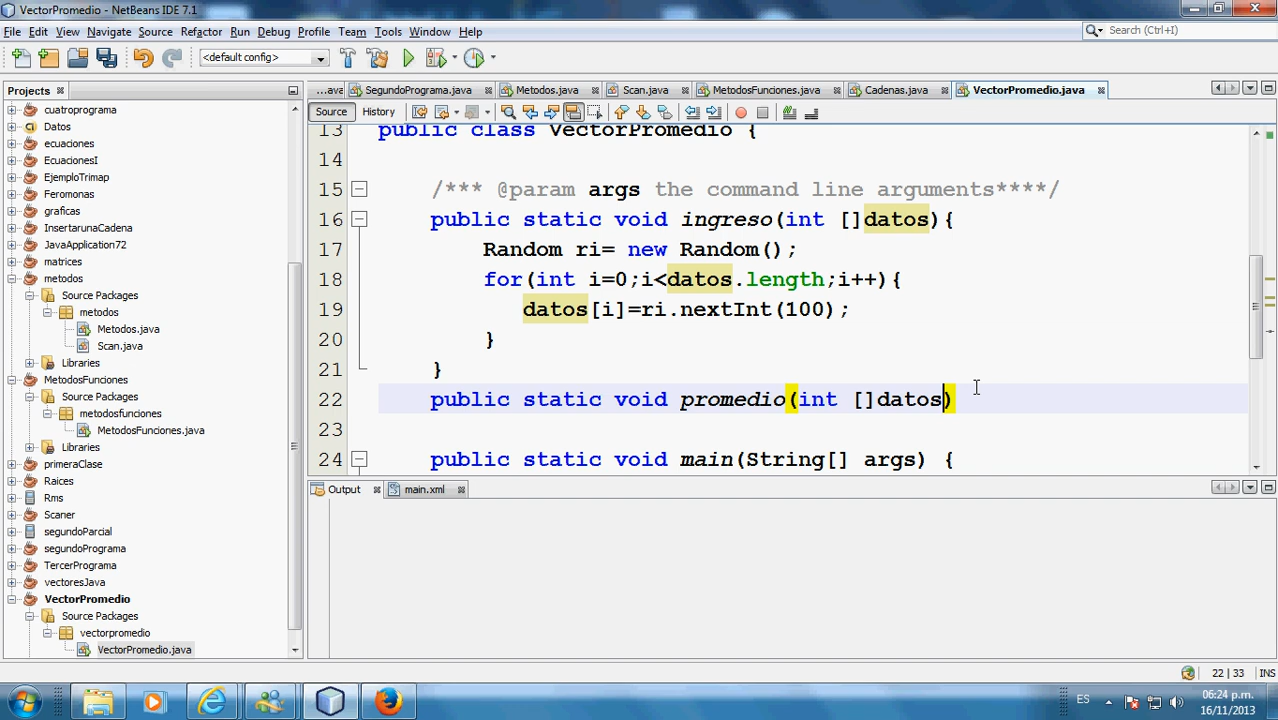 VectorPromedio - NetBeans IDE 7.1
File Edit View Navigate Source Refactor Run Debug Profile Team Tools Window Help
Search (Ctrl+I)
<default config>
Projects
...ava SegundoPrograma.java Metodos.java Scan.java MetodosFunciones.java Cadenas.java VectorPromedio.java
Source History
cuatroprograma
Datos
ecuaciones
EcuacionesI
EjemploTrimap
Feromonas
graficas
InsertarunaCadena
JavaApplication72
matrices
metodos
Source Packages
metodos
Metodos.java
Scan.java
Libraries
MetodosFunciones
Source Packages
metodosfunciones
MetodosFunciones.java
Libraries
primeraClase
Raices
Rms
Scaner
segundoParcial
segundoPrograma
TercerPrograma
vectoresJava
VectorPromedio
Source Packages
vectorpromedio
VectorPromedio.java
13 public class VectorPromedio {
14
15 /*** @param args the command line arguments****/
16 public static void ingreso(int []datos){
17 Random ri= new Random();
18 for(int i=0;i<datos.length;i++){
19 datos[i]=ri.nextInt(100);
20 }
21 }
22 public static void promedio(int []datos)
23
24 public static void main(String[] args) {
Output main.xml
22 | 33 INS
ES
06:24 p.m.
16/11/2013